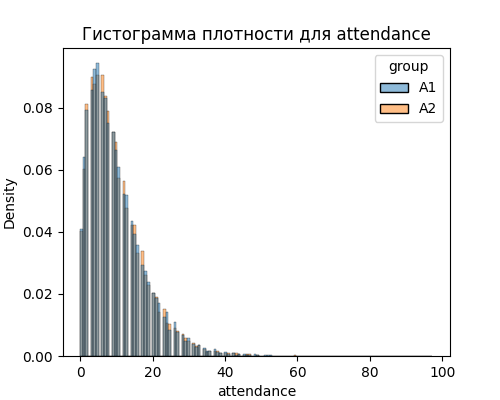 Гистограмма плотности для attendance
group
A1
A2
Density
0.08
0.06
0.04
0.02
0.00
0 20 40 60 80 100
attendance